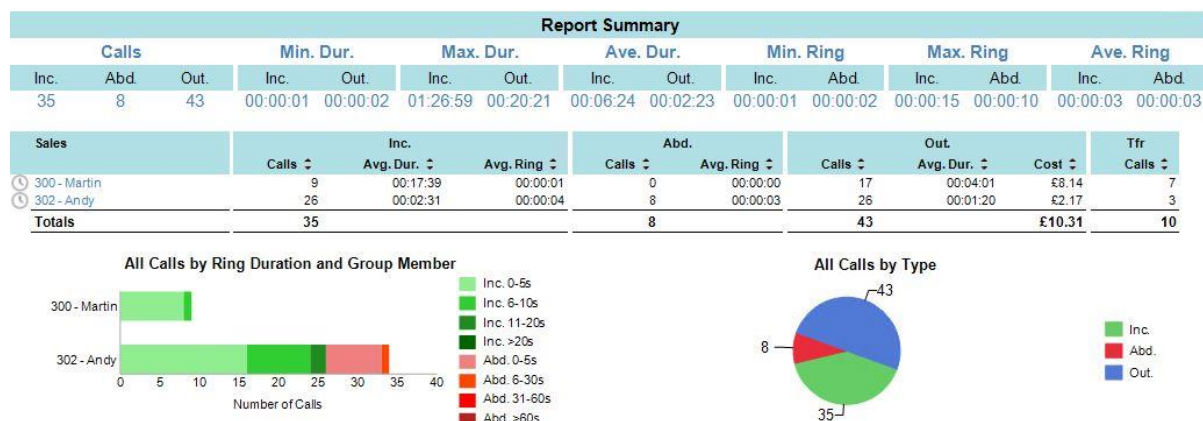 Report Summary
Calls Min. Dur. Max. Dur. Ave. Dur. Min. Ring Max. Ring Ave. Ring
Inc. Abd. Out. Inc. Out. Inc. Out. Inc. Out. Inc. Abd. Inc. Abd. Inc. Abd.
35 8 43 00:00:01 00:00:02 01:26:59 00:20:21 00:06:24 00:02:23 00:00:01 00:00:02 00:00:15 00:00:10 00:00:03 00:00:03
Sales Inc. Abd. Out. Tfr
Calls Avg. Dur. Avg. Ring Calls Avg. Ring Calls Avg. Dur. Cost Calls
300 - Martin 9 00:17:39 00:00:01 0 00:00:00 17 00:04:01 £8.14 7
302 - Andy 26 00:02:31 00:00:04 8 00:00:03 26 00:01:20 £2.17 3
Totals 35 8 43 £10.31 10
All Calls by Ring Duration and Group Member
300 - Martin
302 - Andy
0 5 10 15 20 25 30 35 40
Number of Calls
Inc. 0-5s
Inc. 6-10s
Inc. 11-20s
Inc. >20s
Abd. 0-5s
Abd. 6-30s
Abd. 31-60s
Abd. >60s
All Calls by Type
43
8
35
Inc.
Abd.
Out.